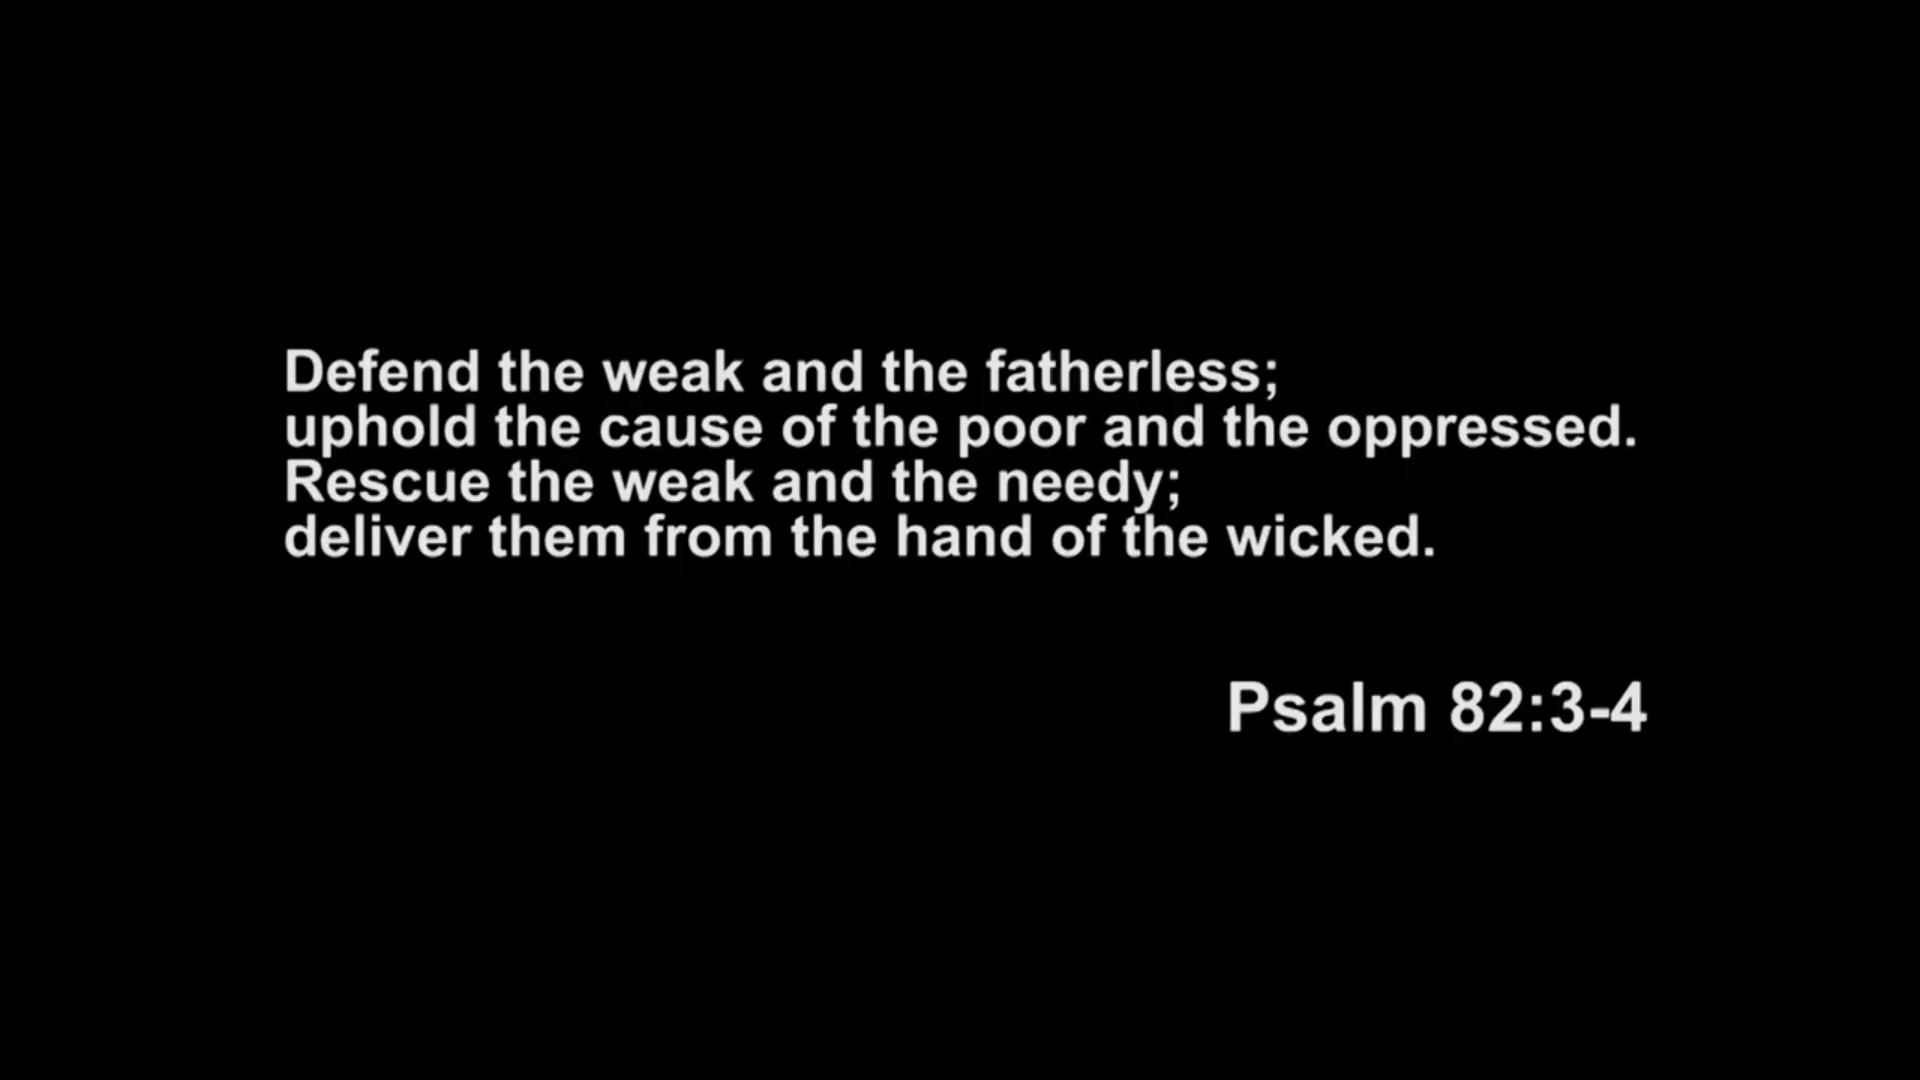 Defend the weak and the fatherless;
uphold the cause of the poor and the oppressed.
Rescue the weak and the needy;
deliver them from the hand of the wicked.
Psalm 82:3-4